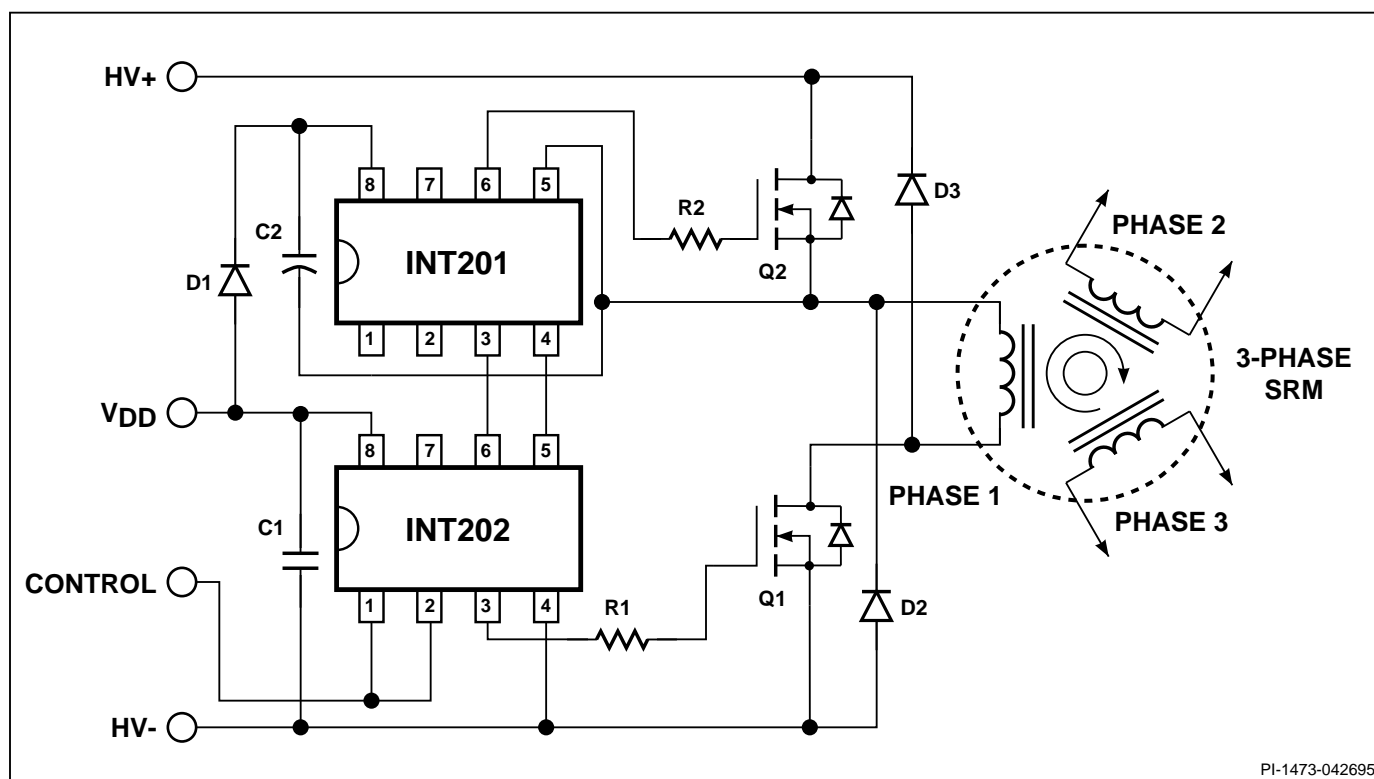 HV+
8 7 6 5
C2
D1
INT201
R2
Q2
D3
PHASE 2
1 2 3 4
3-PHASE
SRM
VDD
8 7 6 5
C1
INT202
PHASE 1
PHASE 3
CONTROL
1 2 3 4
R1
Q1
D2
HV-
PI-1473-042695